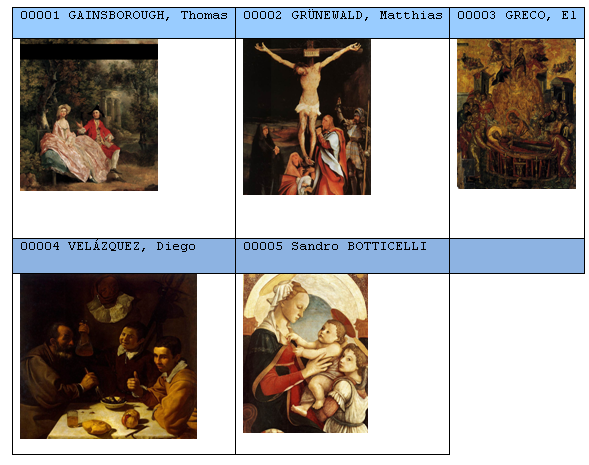 00001 GAINSBOROUGH, Thomas
00002 GRÜNEWALD, Matthias
00003 GRECO, El
00004 VELÁZQUEZ, Diego
00005 Sandro BOTTICELLI